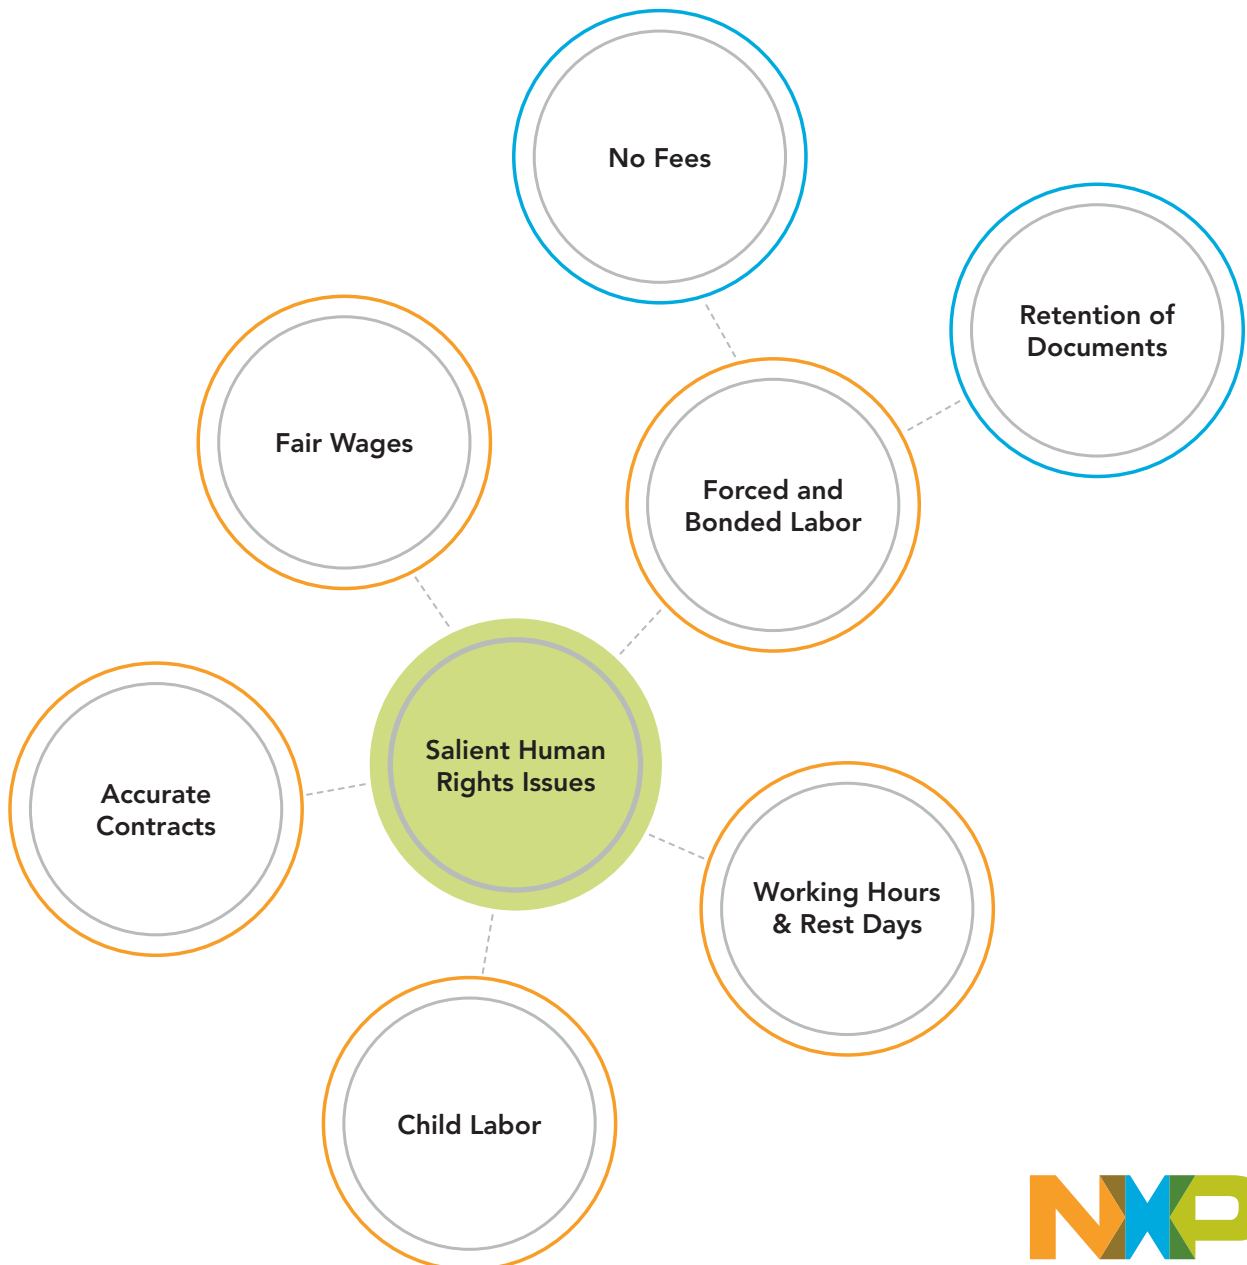 No Fees
Retention of
Documents
Fair Wages
Forced and
Bonded Labor
Salient Human
Rights Issues
Accurate
Contracts
Working Hours
& Rest Days
Child Labor
NXP